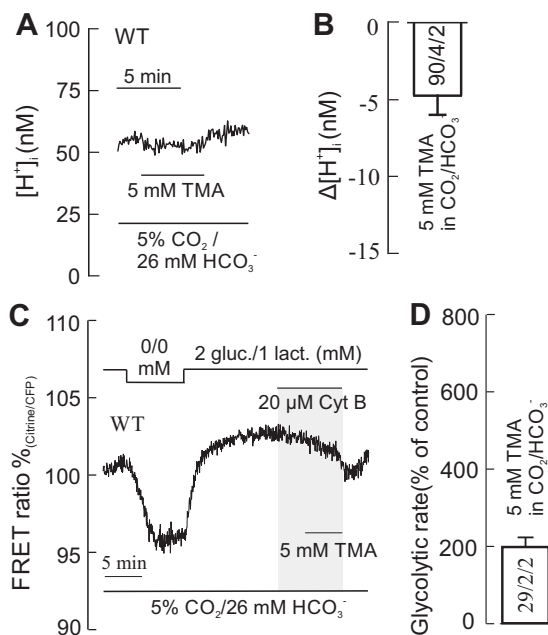 A
WT
100
75
50
25
0
[H⁺]ᵢ (nM)
5 min
5 mM TMA
5% CO₂ /
26 mM HCO₃⁻
B
0
-5
-10
-15
Δ[H⁺]ᵢ (nM)
90/4/2
5 mM TMA
in CO₂/HCO₃⁻
C
110
105
100
95
90
FRET ratio %(Citrine/CFP)
0/0
mM
2 gluc./1 lact. (mM)
20 µM Cyt B
WT
5 mM TMA
5 min
5% CO₂/26 mM HCO₃⁻
D
800
600
400
200
0
Glycolytic rate(% of control)
5 mM TMA
in CO₂/HCO₃⁻
29/2/2